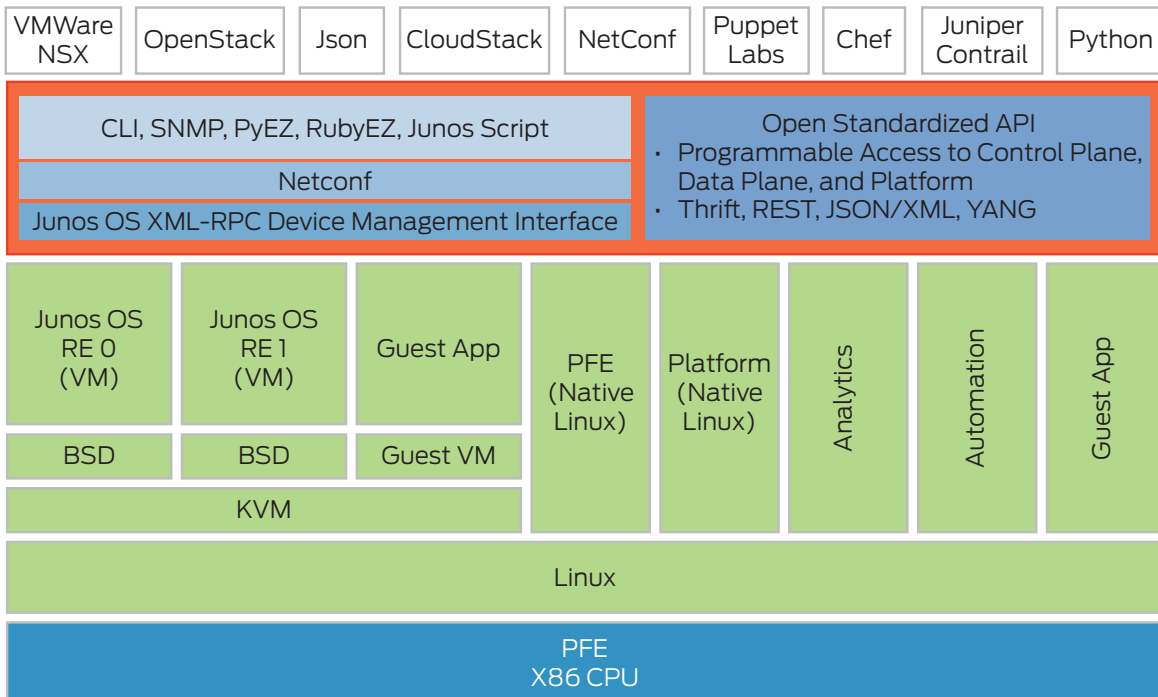 VMWare
NSX
OpenStack
Json
CloudStack
NetConf
Puppet
Labs
Chef
Juniper
Contrail
Python
CLI, SNMP, PyEZ, RubyEZ, Junos Script
Netconf
Junos OS XML-RPC Device Management Interface
Open Standardized API
• Programmable Access to Control Plane,
Data Plane, and Platform
• Thrift, REST, JSON/XML, YANG
Junos OS
RE 0
(VM)
Junos OS
RE 1
(VM)
Guest App
BSD
BSD
Guest VM
KVM
PFE
(Native
Linux)
Platform
(Native
Linux)
Analytics
Automation
Guest App
Linux
PFE
X86 CPU